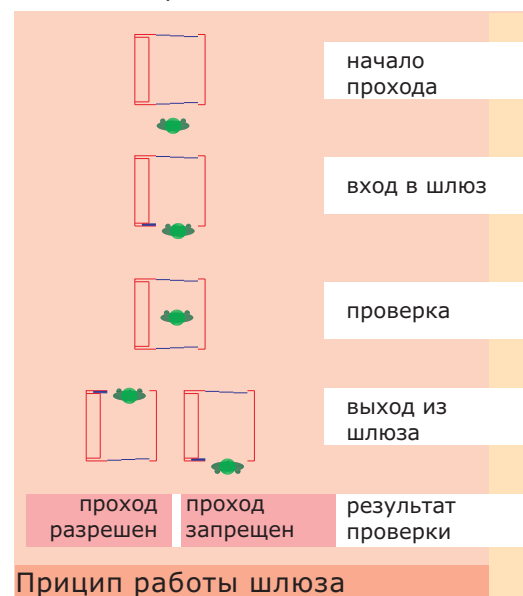 начало
прохода
вход в шлюз
проверка
выход из
шлюза
проход
разрешен
проход
запрещен
результат
проверки
Прицип работы шлюза